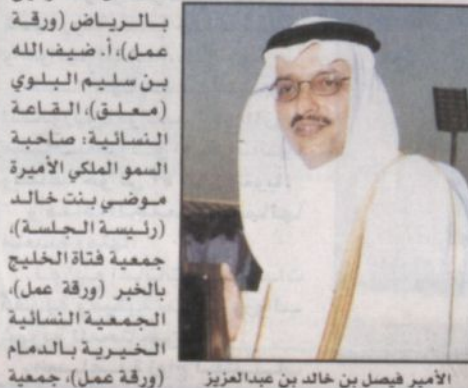 بالرياض (ورقة
عمل)، أ. ضيف الله
بن سليم البلوي
(معلق)، القاعة
النسائية: صاحبة
السمو الملكي الأميرة
موضي بنت خالد
(رئيسة الجلسة)،
جمعية فتاة الخليج
بالخبر (ورقة عمل)،
الجمعية النسائية
الخيرية بالدمام
(ورقة عمل)، جمعية
الأمير فيصل بن خالد بن عبدالعزيز